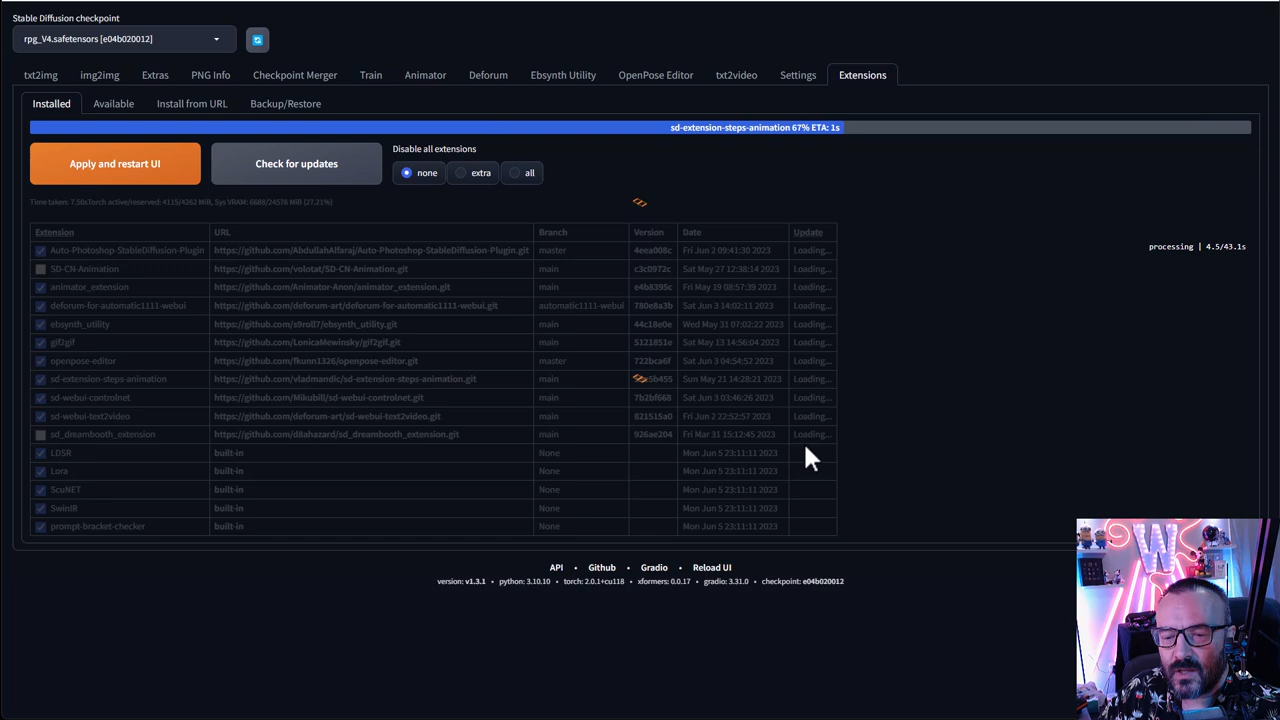 Stable Diffusion checkpoint
rpg_V4.safetensors [e04b020012]
txt2img img2img Extras PNG Info Checkpoint Merger Train Animator Deforum Ebsynth Utility OpenPose Editor txt2video Settings Extensions
Installed Available Install from URL Backup/Restore
sd-extension-steps-animation 67% ETA: 1s
Disable all extensions
Apply and restart UI Check for updates none extra all
Time taken: 7.50sTorch active/reserved: 4115/4262 MiB, Sys VRAM: 6688/24576 MiB (27.21%)
Extension URL Branch Version Date Update
processing | 4.5/43.1s
Auto-Photoshop-StableDiffusion-Plugin https://github.com/AbdullahAlfaraj/Auto-Photoshop-StableDiffusion-Plugin.git master 4eea008c Fri Jun 2 09:41:30 2023 Loading...
SD-CN-Animation https://github.com/volotat/SD-CN-Animation.git main c3c0972c Sat May 27 12:38:14 2023 Loading...
animator_extension https://github.com/Animator-Anon/animator_extension.git main e4b8395c Fri May 19 08:57:39 2023 Loading...
deforum-for-automatic1111-webui https://github.com/deforum-art/deforum-for-automatic1111-webui.git automatic1111-webui 780e8a3b Sat Jun 3 14:02:11 2023 Loading...
ebsynth_utility https://github.com/s9roll7/ebsynth_utility.git main 44c18e0e Wed May 31 07:02:22 2023 Loading...
gif2gif https://github.com/LonicaMewinsky/gif2gif.git main 5121851e Sat May 13 14:56:04 2023 Loading...
openpose-editor https://github.com/fkunn1326/openpose-editor.git master 722bca6f Sat Jun 3 04:54:52 2023 Loading...
sd-extension-steps-animation https://github.com/vladmandic/sd-extension-steps-animation.git main Sun May 21 14:28:21 2023 Loading...
sd-webui-controlnet https://github.com/Mikubill/sd-webui-controlnet.git main 7b2bf668 Sat Jun 3 03:46:26 2023 Loading...
sd-webui-text2video https://github.com/deforum-art/sd-webui-text2video.git main 821515a0 Fri Jun 2 22:52:57 2023 Loading...
sd_dreambooth_extension https://github.com/d8ahazard/sd_dreambooth_extension.git main 926ae204 Fri Mar 31 15:12:45 2023 Loading...
LDSR built-in None Mon Jun 5 23:11:11 2023
Lora built-in None Mon Jun 5 23:11:11 2023
ScuNET built-in None Mon Jun 5 23:11:11 2023
SwinIR built-in None Mon Jun 5 23:11:11 2023
prompt-bracket-checker built-in None Mon Jun 5 23:11:11 2023
API • Github • Gradio • Reload UI
version: v1.3.1 • python: 3.10.10 • torch: 2.0.1+cu118 • xformers: 0.0.17 • gradio: 3.31.0 • checkpoint: e04b020012
W